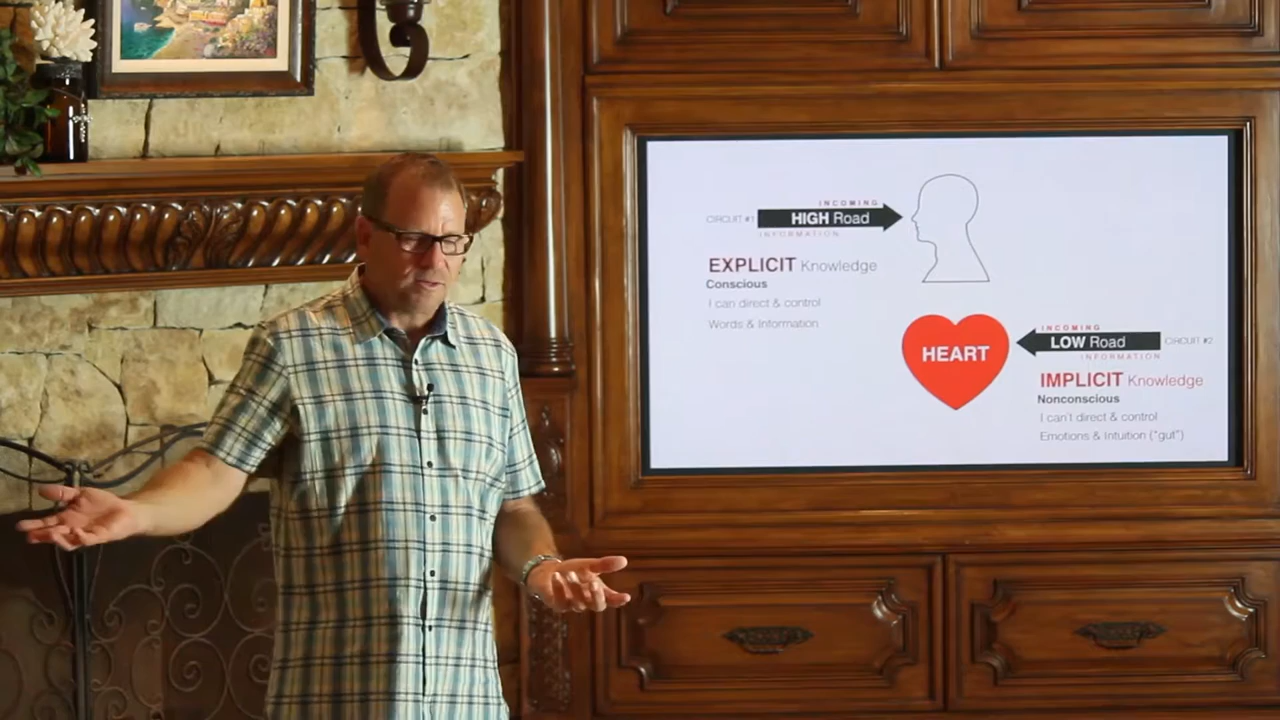 INCOMING
CIRCUIT #1 HIGH Road
INFORMATION
EXPLICIT Knowledge
Conscious
I can direct & control
Words & Information
INCOMING
LOW Road CIRCUIT #2
INFORMATION
HEART
IMPLICIT Knowledge
Nonconscious
I can't direct & control
Emotions & Intuition ("gut")